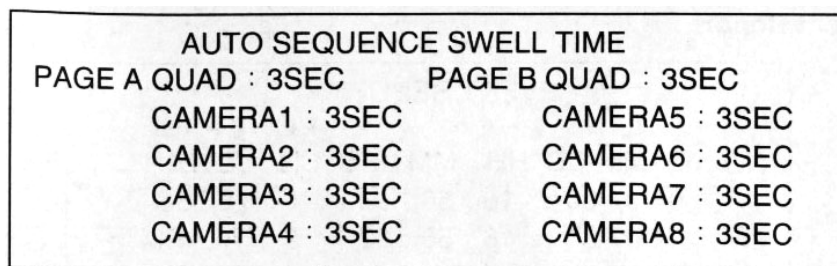 AUTO SEQUENCE SWELL TIME
PAGE A QUAD : 3SEC PAGE B QUAD : 3SEC
CAMERA1 : 3SEC CAMERA5 : 3SEC
CAMERA2 : 3SEC CAMERA6 : 3SEC
CAMERA3 : 3SEC CAMERA7 : 3SEC
CAMERA4 : 3SEC CAMERA8 : 3SEC